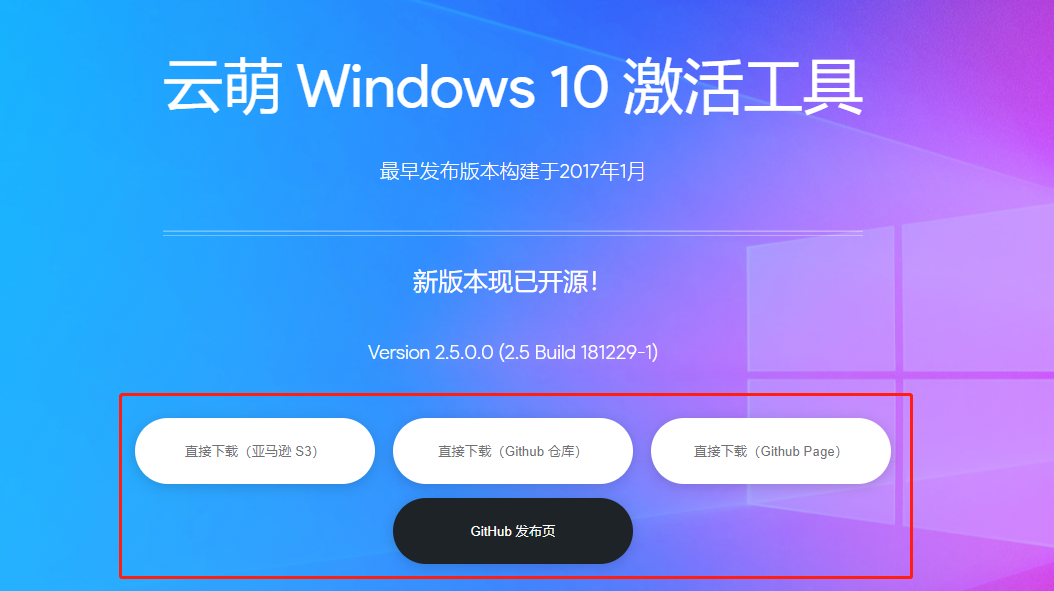 云萌 Windows 10 激活工具
最早发布版本构建于2017年1月
新版本现已开源！
Version 2.5.0.0 (2.5 Build 181229-1)
直接下载（亚马逊 S3）
直接下载（Github 仓库）
直接下载（Github Page）
GitHub 发布页